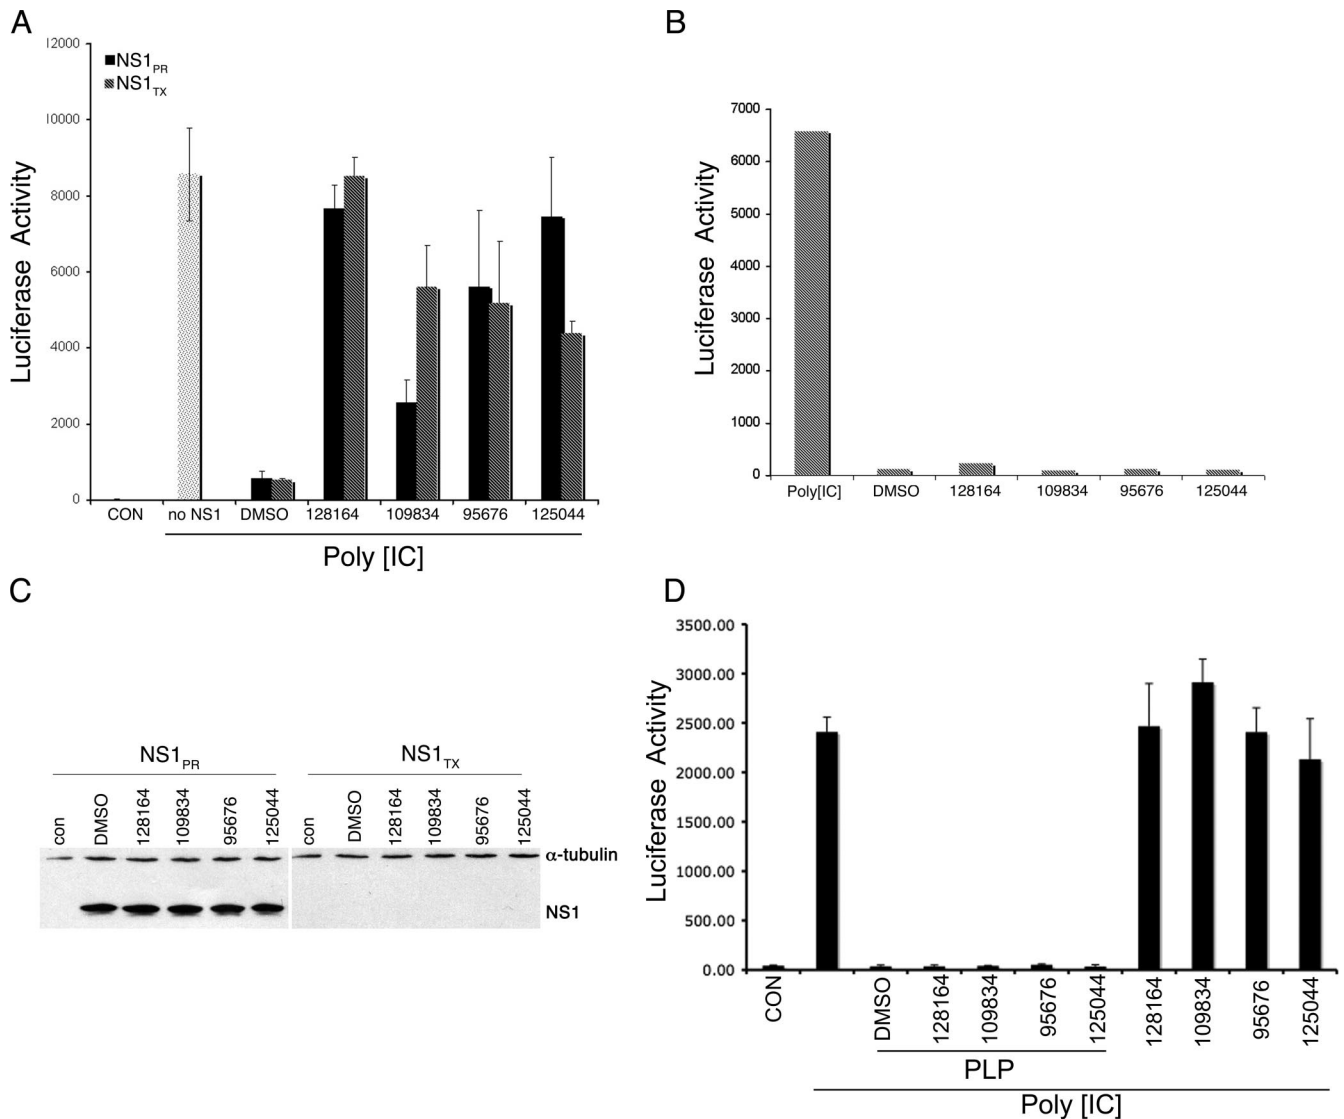 A
12000
10000
8000
6000
4000
2000
0
Luciferase Activity
NS1PR
NS1TX
CON
no NS1
DMSO
128164
109834
95676
125044
Poly [IC]
B
7000
6000
5000
4000
3000
2000
1000
0
Luciferase Activity
Poly[IC]
DMSO
128164
109834
95676
125044
C
NS1PR
NS1TX
con
DMSO
128164
109834
95676
125044
con
DMSO
128164
109834
95676
125044
α-tubulin
NS1
D
3500.00
3000.00
2500.00
2000.00
1500.00
1000.00
500.00
0.00
Luciferase Activity
CON
DMSO
128164
109834
95676
125044
128164
109834
95676
125044
PLP
Poly [IC]